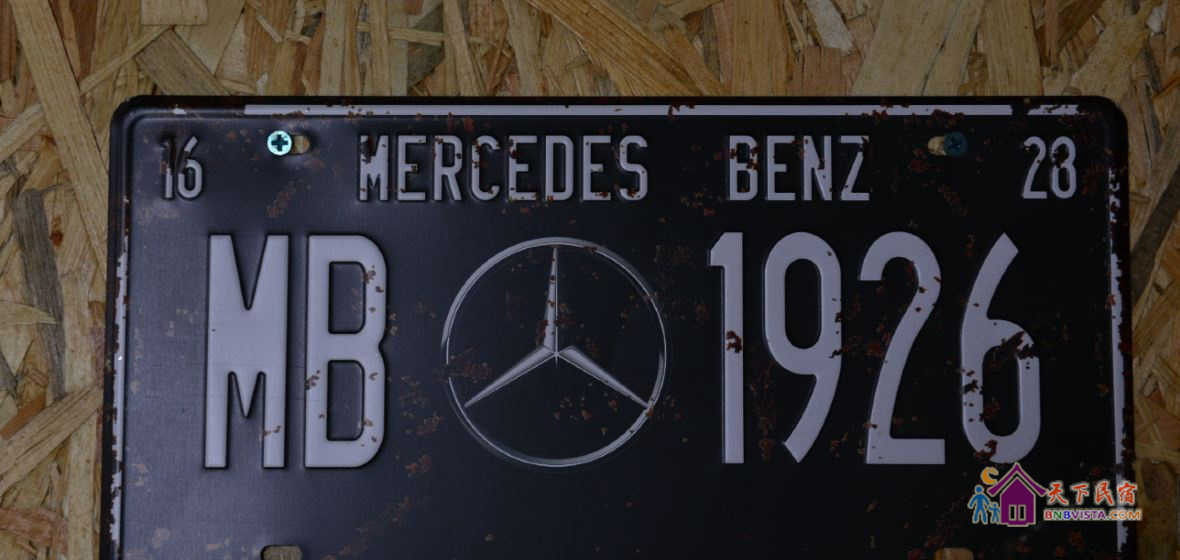 16 MERCEDES BENZ 28
MB 1926
天下民宿
BNBVISTA.COM